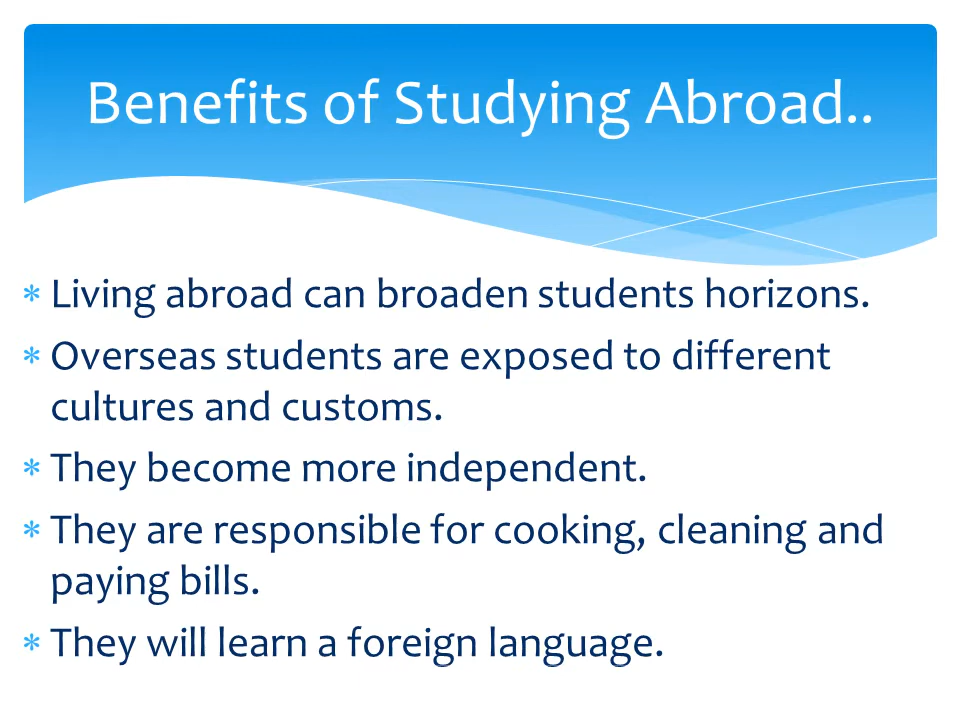 Benefits of Studying Abroad..
* Living abroad can broaden students horizons.
* Overseas students are exposed to different
cultures and customs.
* They become more independent.
* They are responsible for cooking, cleaning and
paying bills.
* They will learn a foreign language.